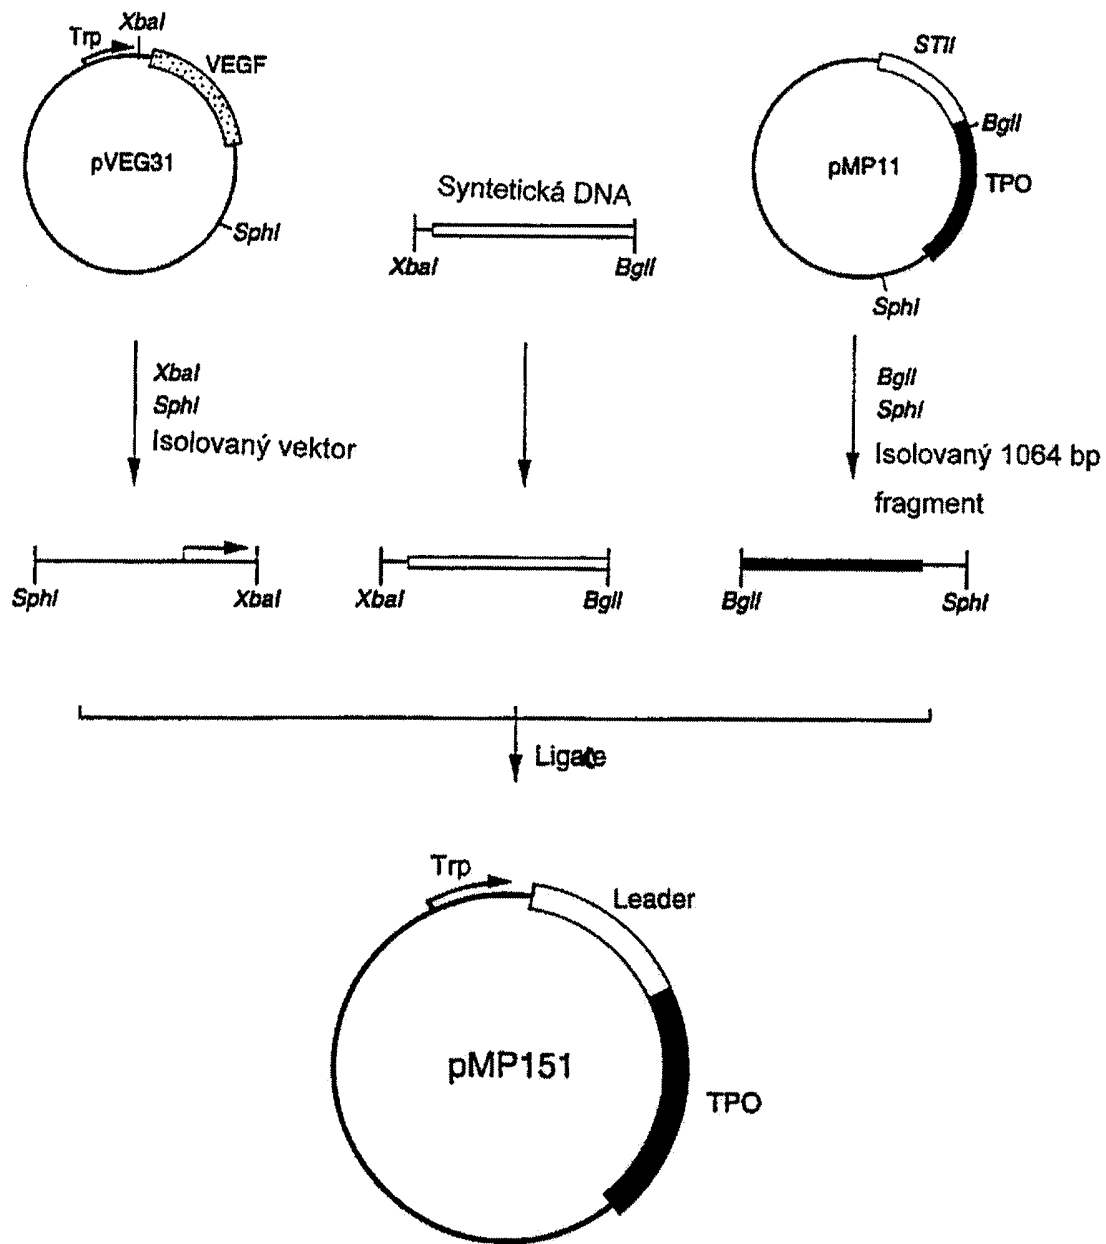 Trp
XbaI
VEGF
pVEG31
SphI
Syntetická DNA
XbaI
BglI
STII
BglI
pMP11
TPO
SphI
XbaI
SphI
Isolovaný vektor
BglI
SphI
Isolovaný 1064 bp
fragment
SphI
XbaI
XbaI
BglI
BglI
SphI
Trp
Leader
pMP151
TPO